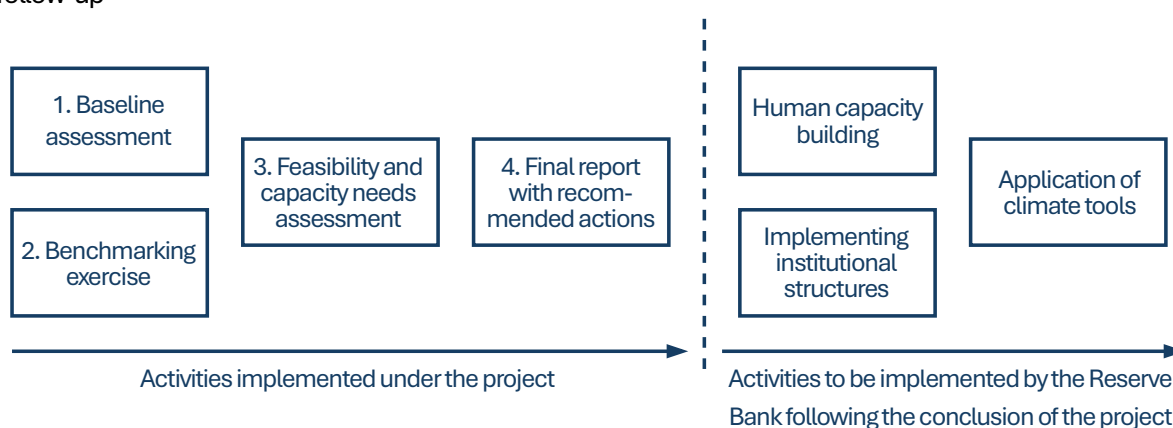 follow-up
1. Baseline
assessment
2. Benchmarking
exercise
3. Feasibility and
capacity needs
assessment
4. Final report
with recom-
mended actions
Human capacity
building
Implementing
institutional
structures
Application of
climate tools
Activities implemented under the project
Activities to be implemented by the Reserve
Bank following the conclusion of the project